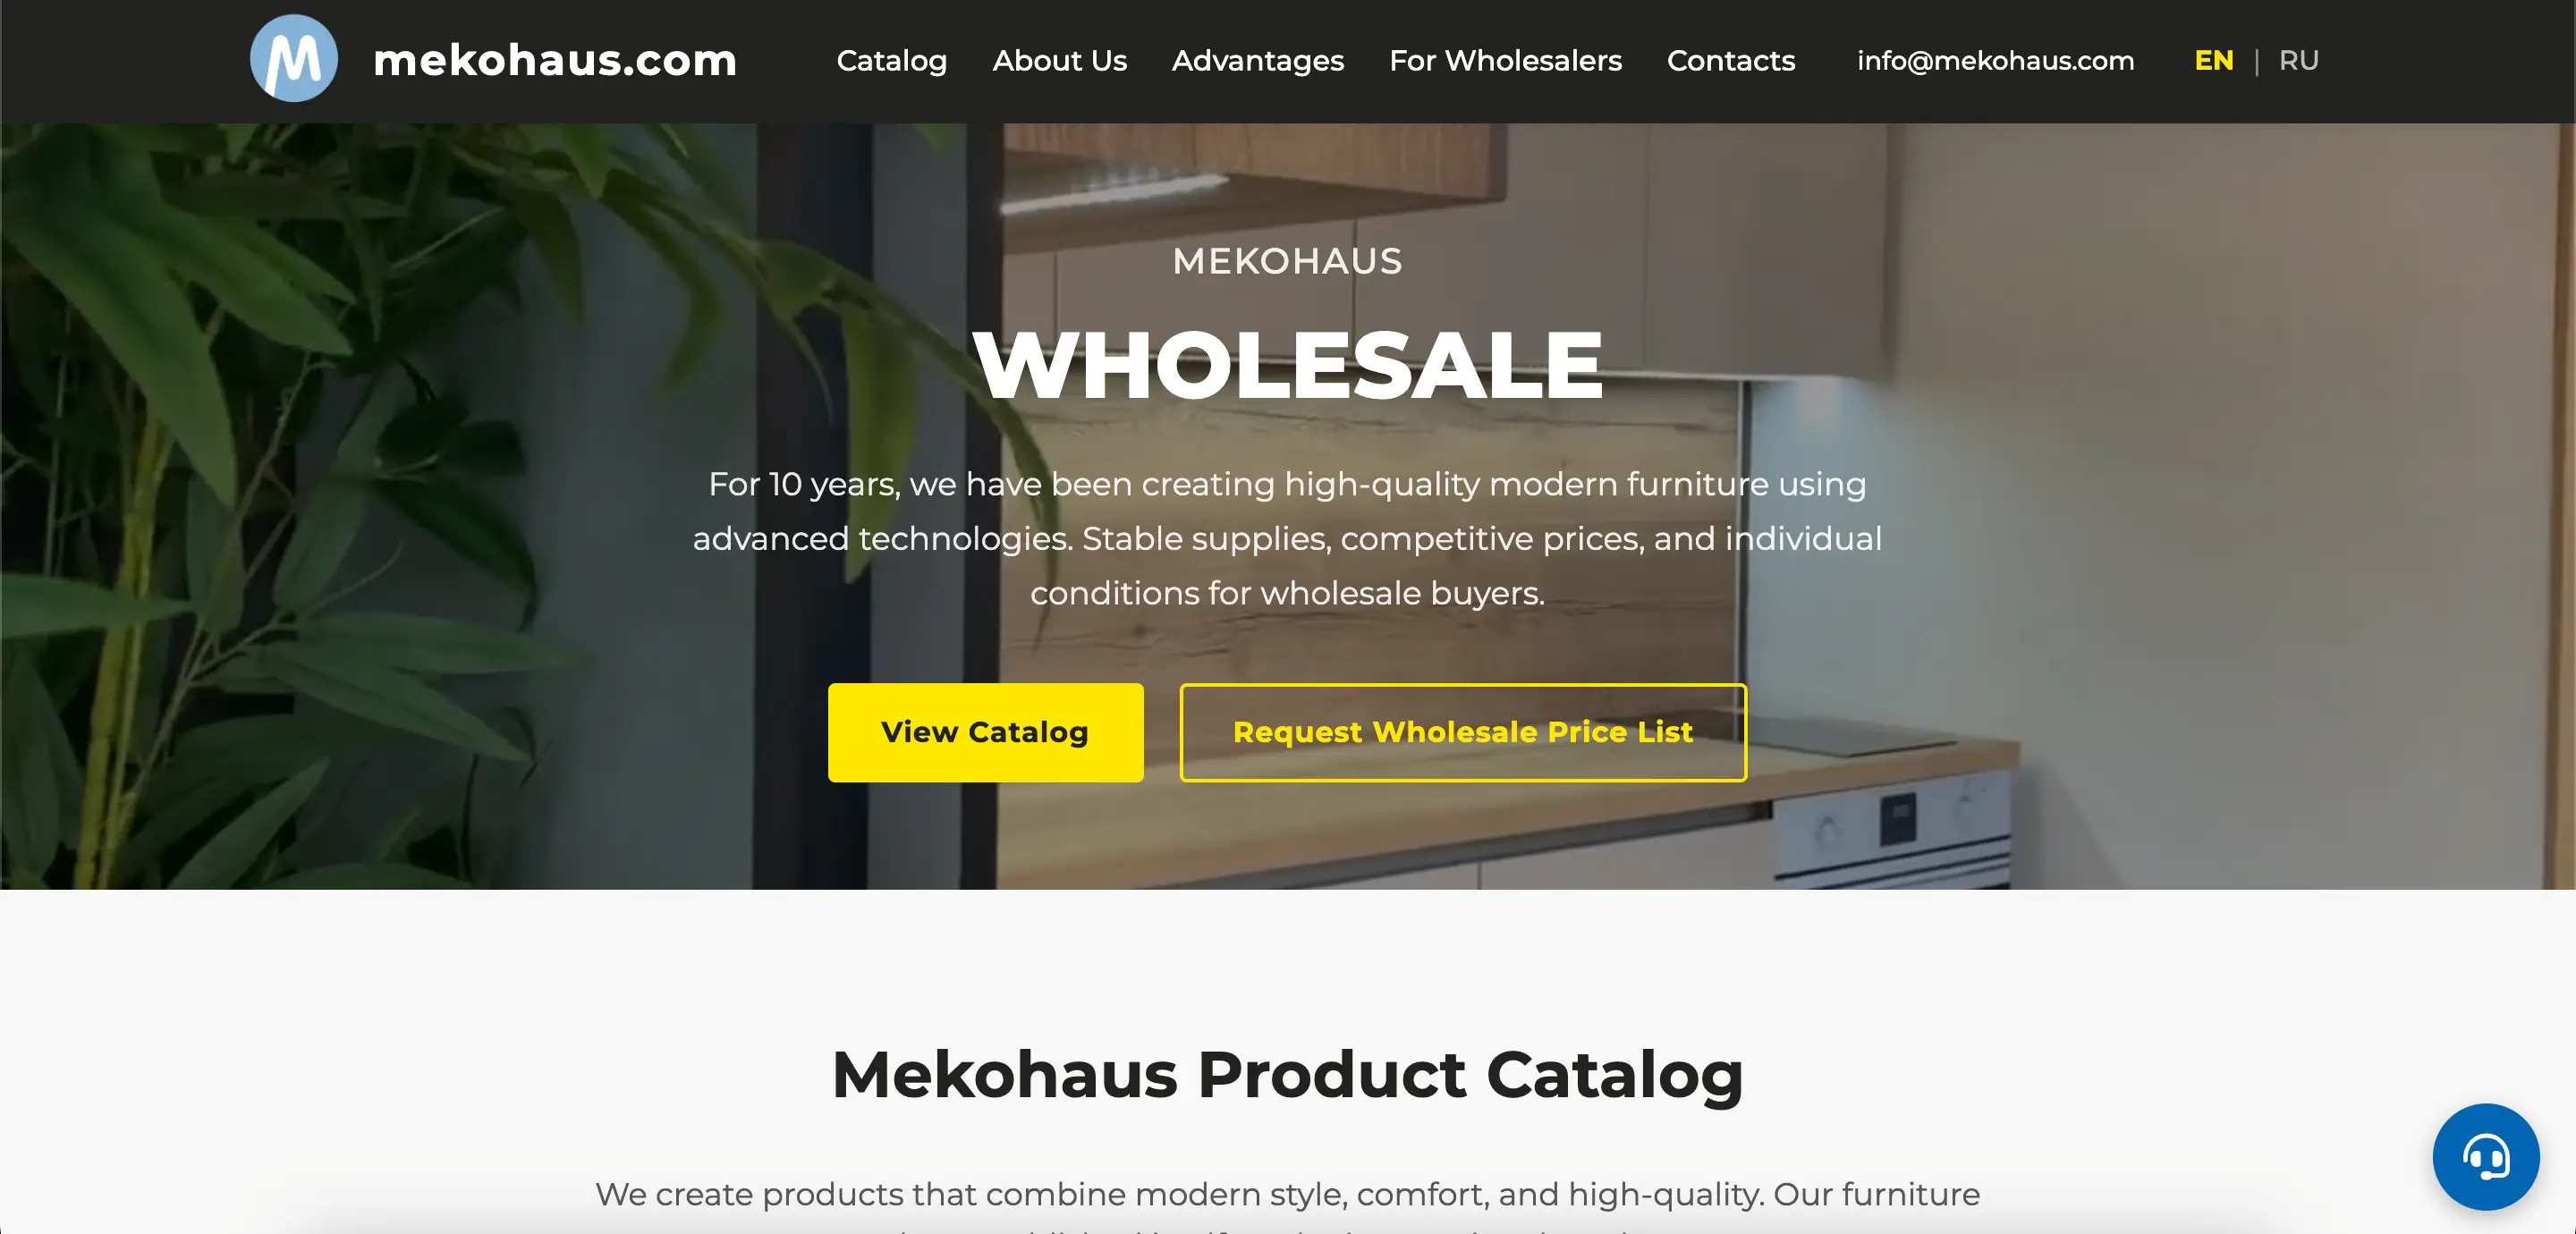 mekohaus.com
Catalog About Us Advantages For Wholesalers Contacts info@mekohaus.com EN | RU
MEKOHAUS
WHOLESALE
For 10 years, we have been creating high-quality modern furniture using
advanced technologies. Stable supplies, competitive prices, and individual
conditions for wholesale buyers.
View Catalog
Request Wholesale Price List
Mekohaus Product Catalog
We create products that combine modern style, comfort, and high-quality. Our furniture